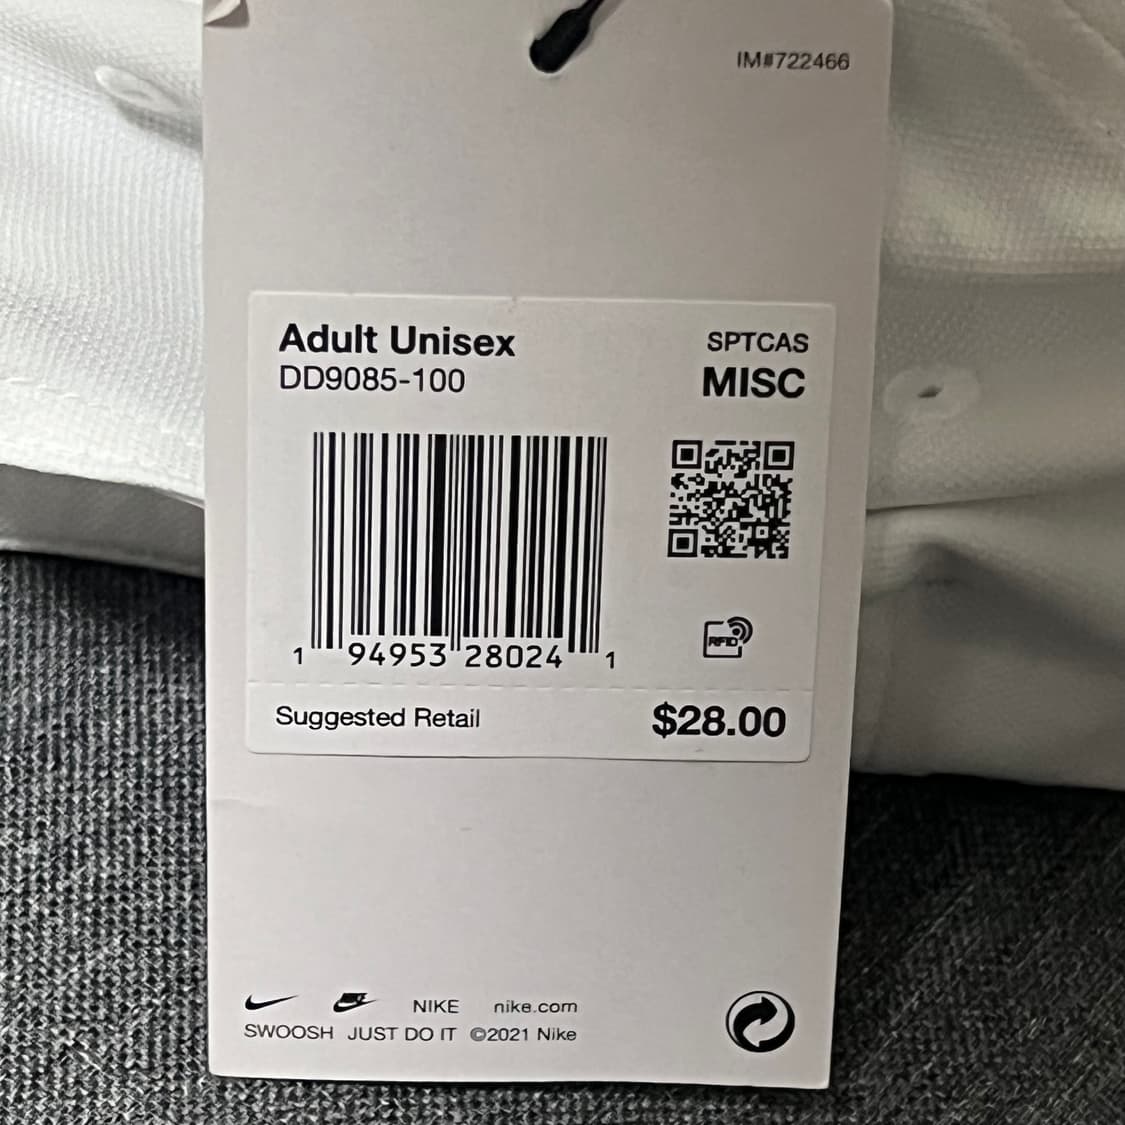 IM#722466
Adult Unisex
SPTCAS
DD9085-100
MISC
1 94953 28024 1
RFID
Suggested Retail
$28.00
NIKE nike.com
SWOOSH JUST DO IT ©2021 Nike